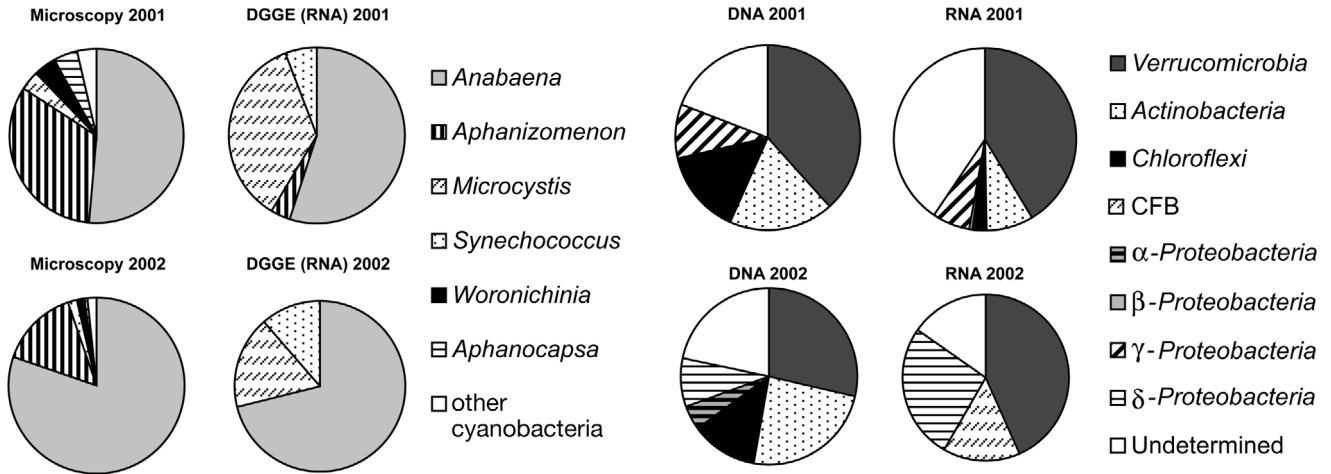 Microscopy 2001
DGGE (RNA) 2001
Microscopy 2002
DGGE (RNA) 2002
Anabaena
Aphanizomenon
Microcystis
Synechococcus
Woronichinia
Aphanocapsa
other
cyanobacteria
DNA 2001
RNA 2001
DNA 2002
RNA 2002
Verrucomicrobia
Actinobacteria
Chloroflexi
CFB
α-Proteobacteria
β-Proteobacteria
γ-Proteobacteria
δ-Proteobacteria
Undetermined